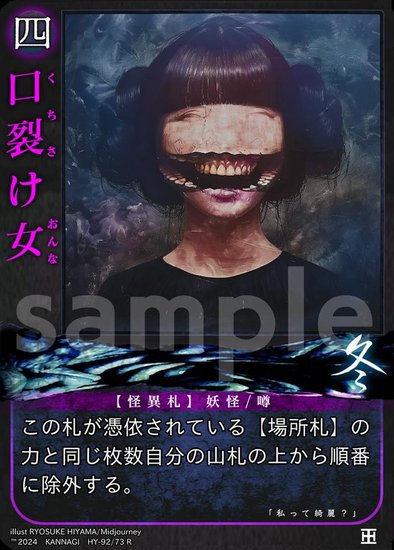 四
口裂け女
くちさ
おんな
sample
冬
【怪異札】妖怪/噂
この札が憑依されている【場所札】の
力と同じ枚数自分の山札の上から順番
に除外する。
「私って綺麗？」
illust RYOSUKE HIYAMA/Midjourney
™2024 KANNAGI HY-92/73 R